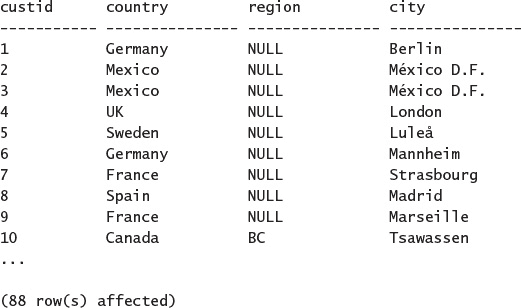 custid      country         region          city
----------- --------------- --------------- ---------------
1           Germany         NULL            Berlin
2           Mexico          NULL            México D.F.
3           Mexico          NULL            México D.F.
4           UK              NULL            London
5           Sweden          NULL            Luleå
6           Germany         NULL            Mannheim
7           France          NULL            Strasbourg
8           Spain           NULL            Madrid
9           France          NULL            Marseille
10          Canada          BC              Tsawassen
...
(88 row(s) affected)